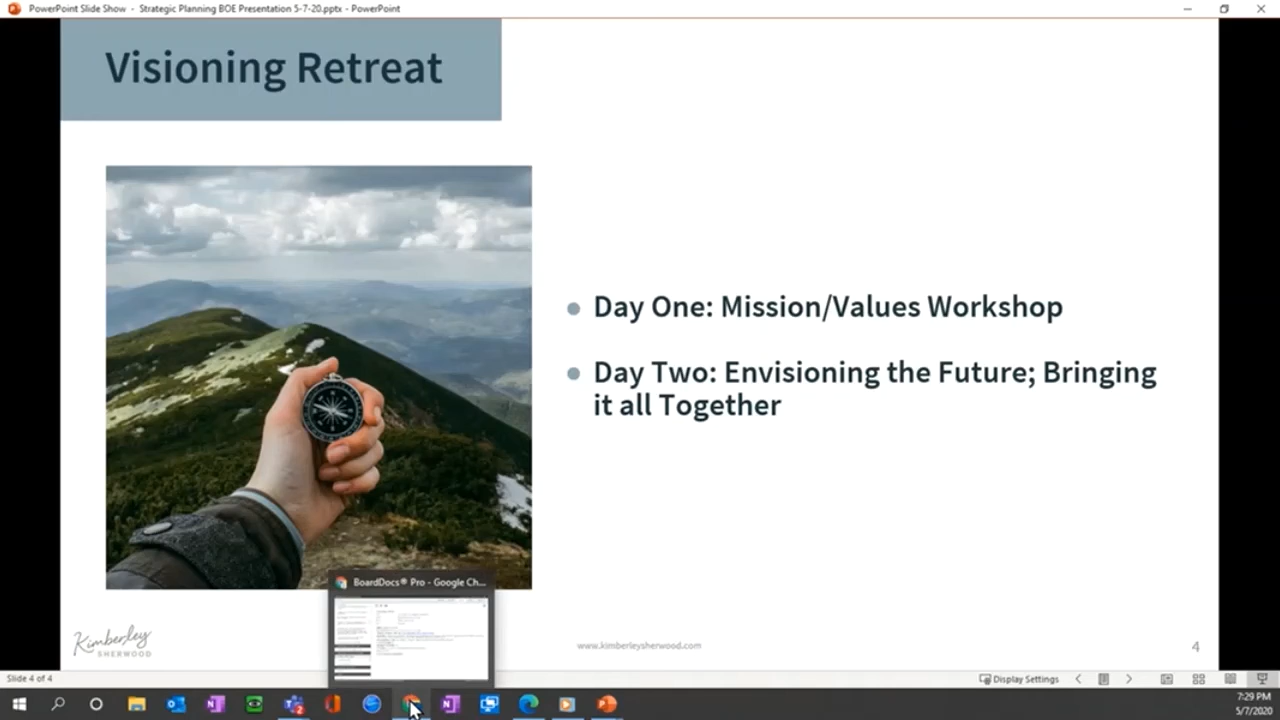 PowerPoint Slide Show - Strategic Planning BOE Presentation 5-7-20.pptx - PowerPoint
Visioning Retreat
Day One: Mission/Values Workshop
Day Two: Envisioning the Future; Bringing
it all Together
BoardDocs® Pro - Google Ch...
Kimberley
SHERWOOD
www.kimberleysherwood.com
4
Slide 4 of 4
Display Settings
7:29 PM
5/7/2020